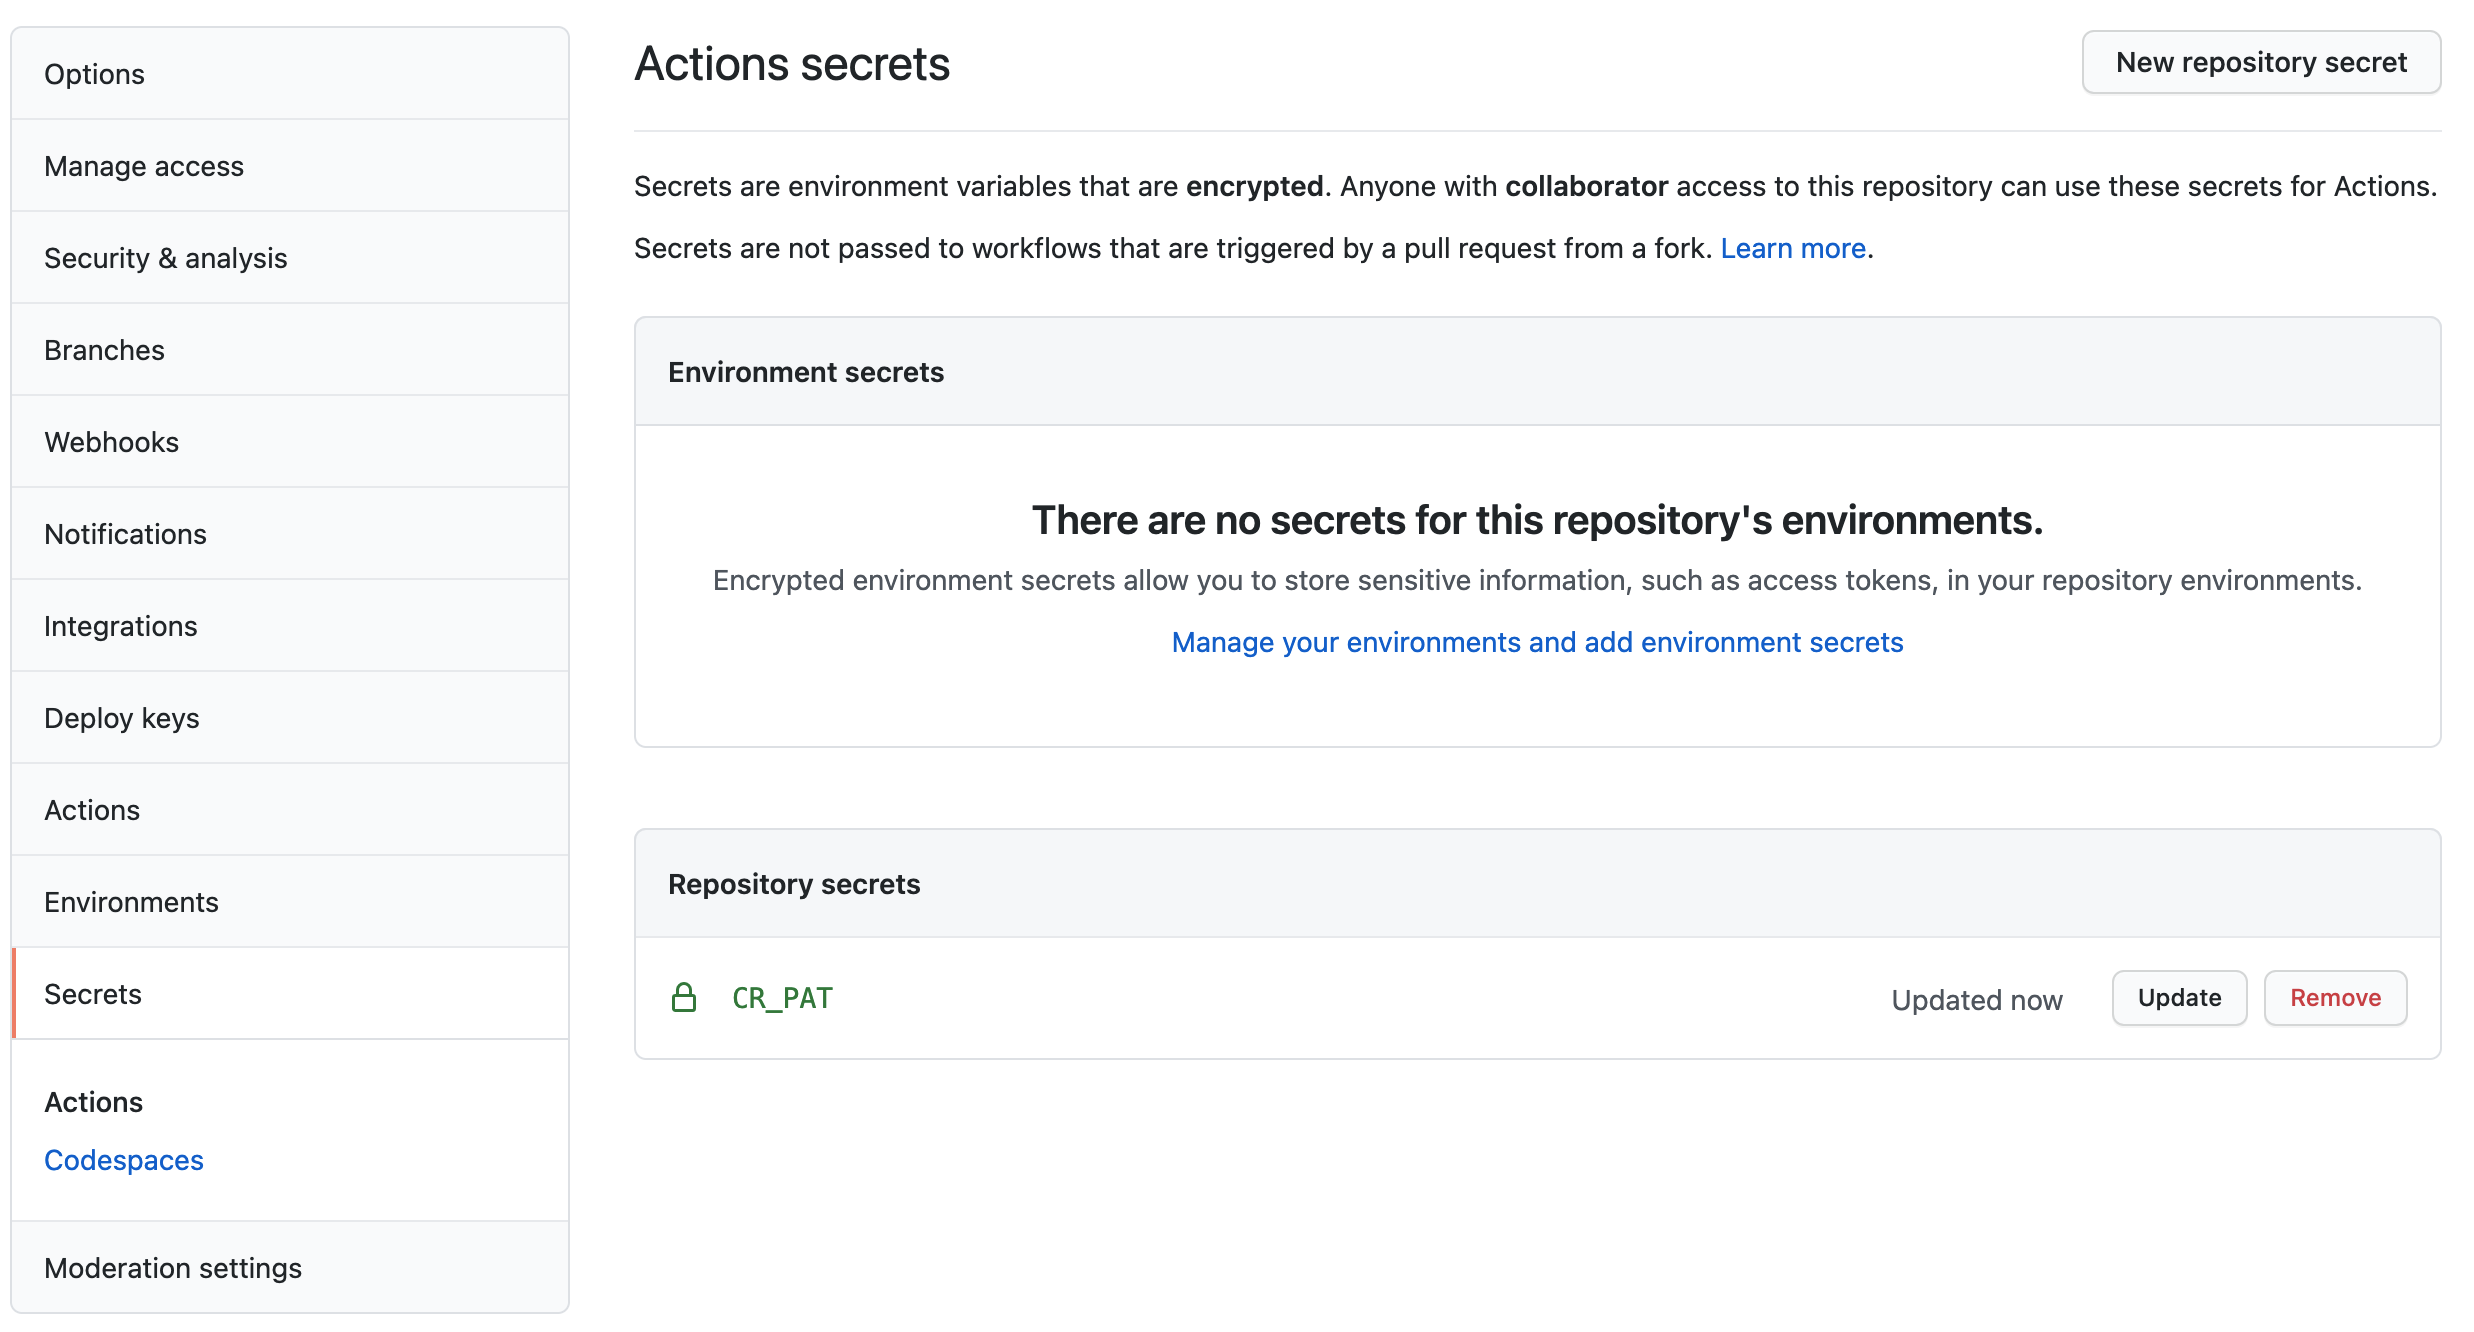 Options
Manage access
Security & analysis
Branches
Webhooks
Notifications
Integrations
Deploy keys
Actions
Environments
Secrets
Actions
Codespaces
Moderation settings
Actions secrets
New repository secret
Secrets are environment variables that are encrypted. Anyone with collaborator access to this repository can use these secrets for Actions.
Secrets are not passed to workflows that are triggered by a pull request from a fork. Learn more.
Environment secrets
There are no secrets for this repository's environments.
Encrypted environment secrets allow you to store sensitive information, such as access tokens, in your repository environments.
Manage your environments and add environment secrets
Repository secrets
CR_PAT Updated now Update Remove